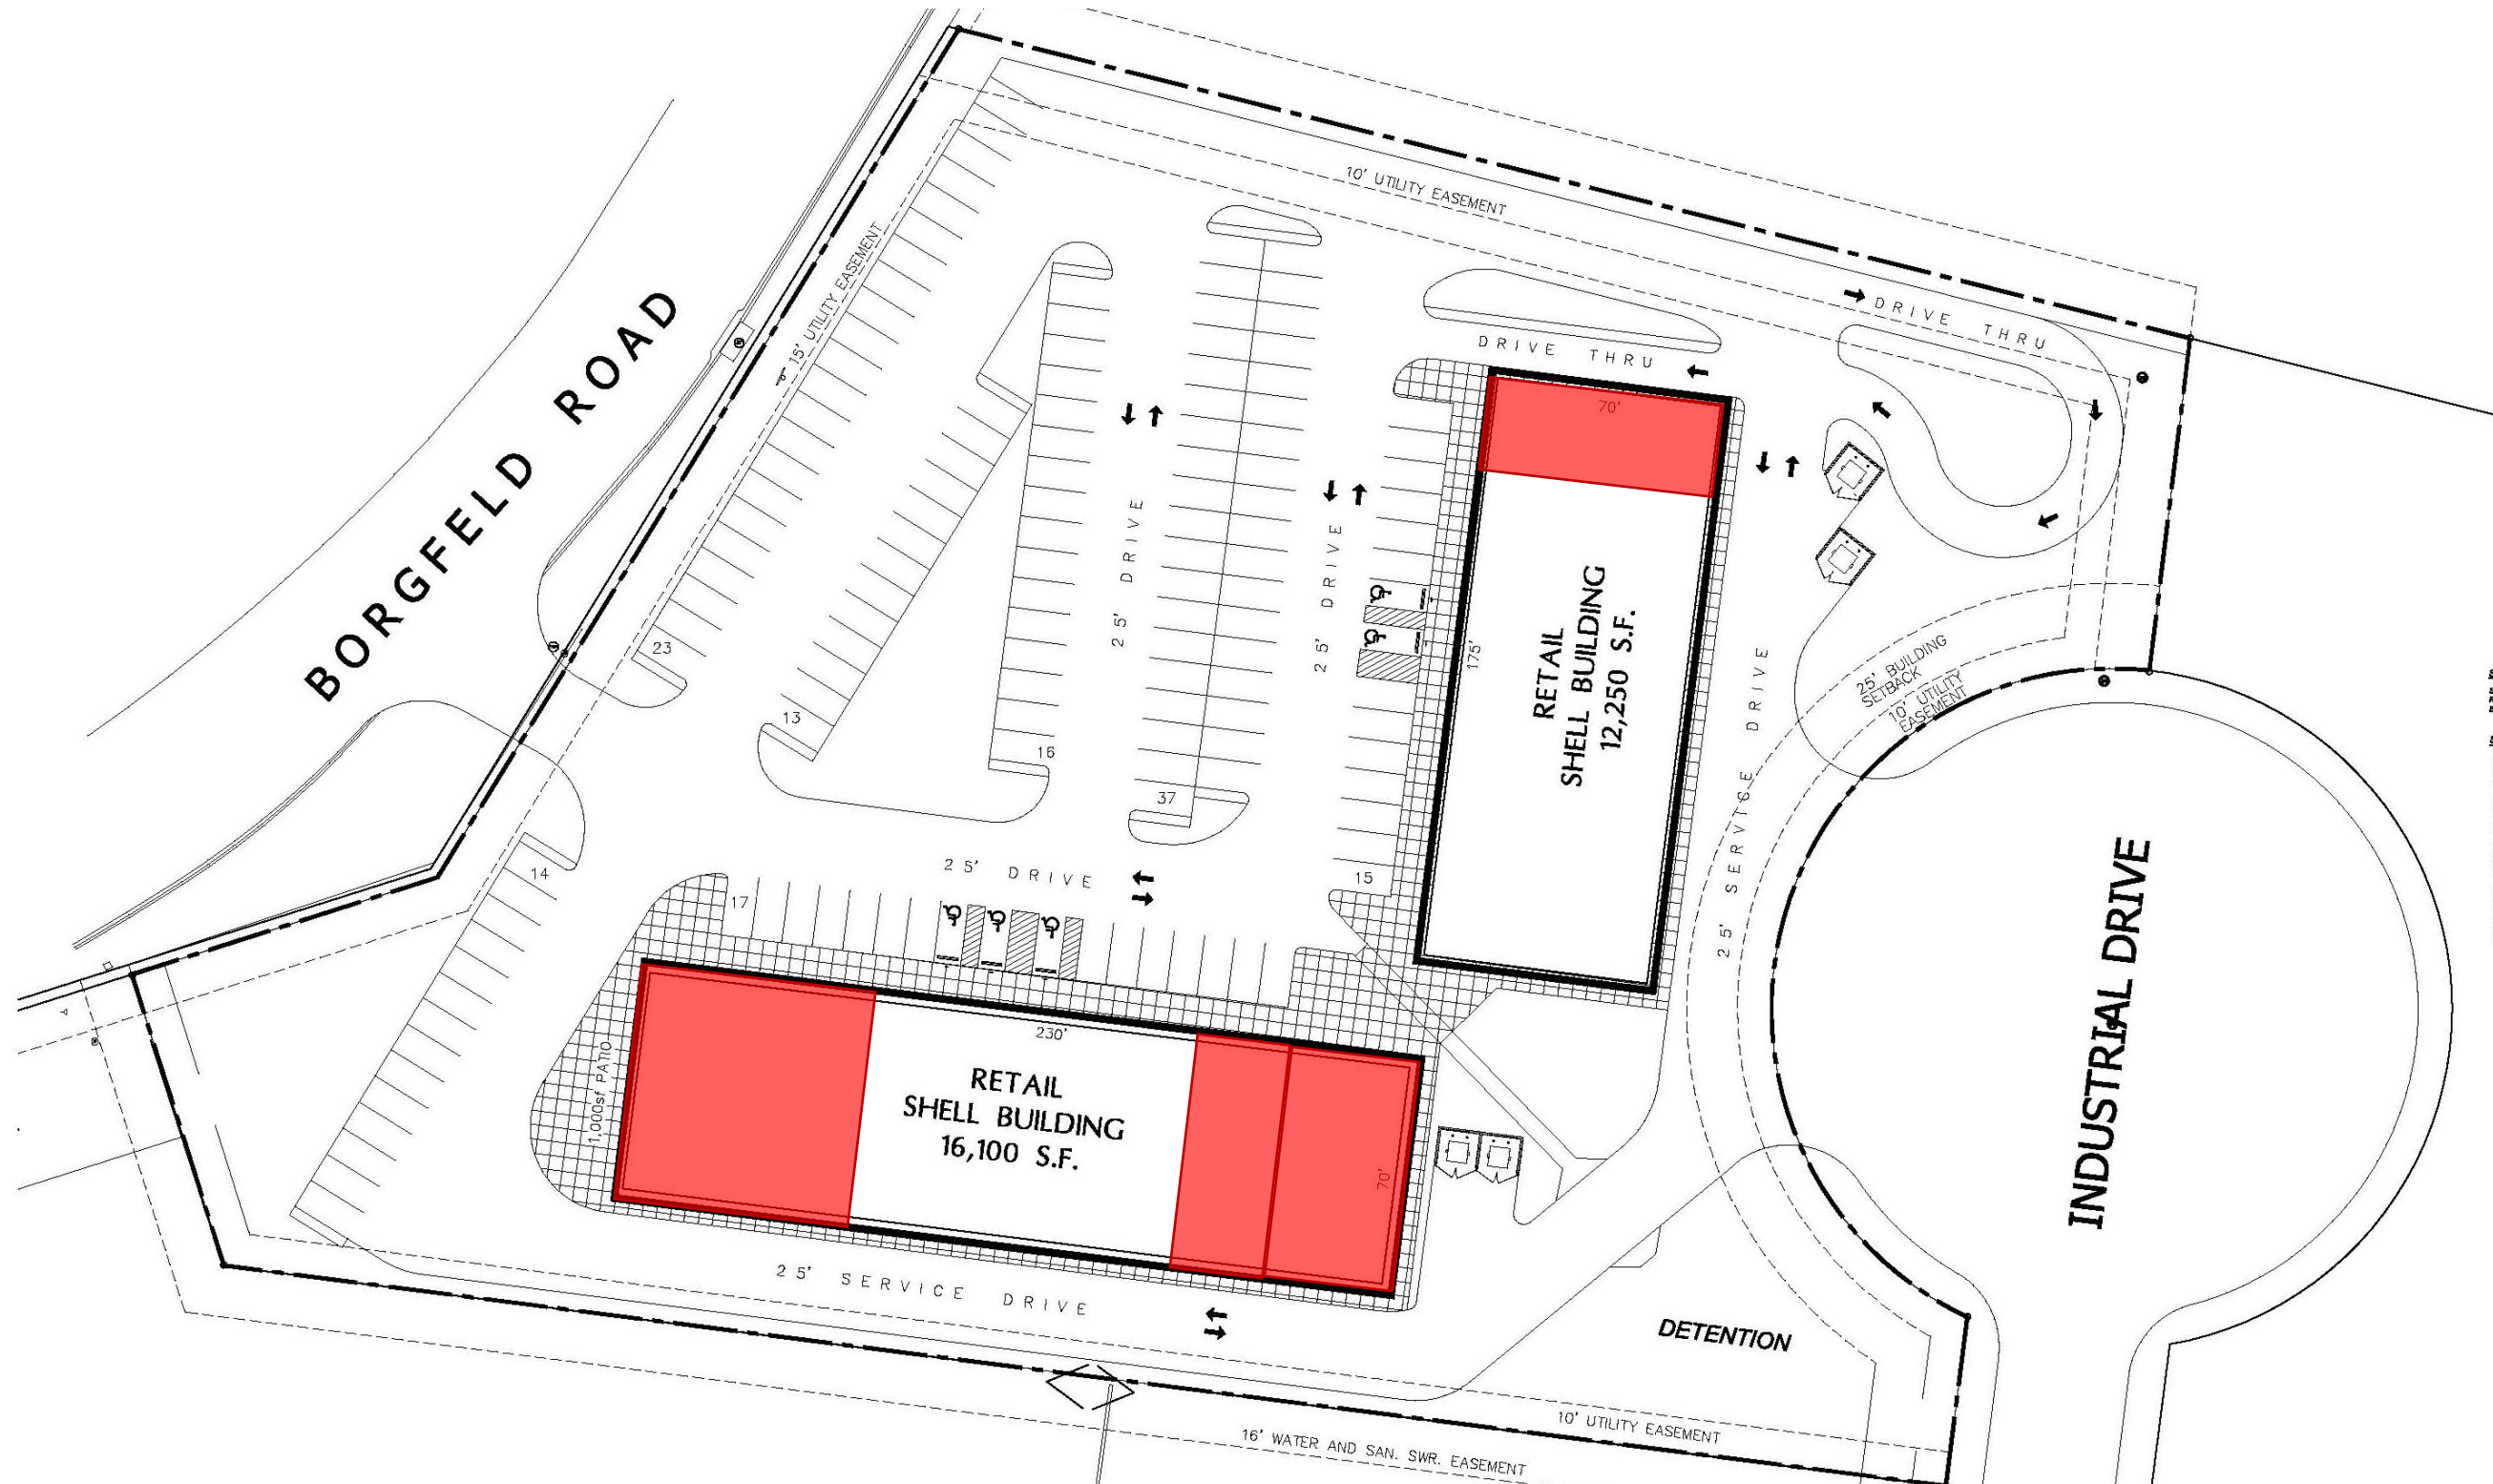 10' UTILITY EASEMENT
15' UTILITY EASEMENT
BORGFELD ROAD
DRIVE THRU
DRIVE THRU
70'
25' DRIVE
25' DRIVE
175'
RETAIL
SHELL BUILDING
12,250 S.F.
23
13
16
37
15
14
17
25' DRIVE
25' BUILDING
SETBACK
10' UTILITY
EASEMENT
25' SERVICE DRIVE
INDUSTRIAL DRIVE
1,000sf PATIO
230'
RETAIL
SHELL BUILDING
16,100 S.F.
70'
25' SERVICE DRIVE
DETENTION
10' UTILITY EASEMENT
16' WATER AND SAN. SWR. EASEMENT